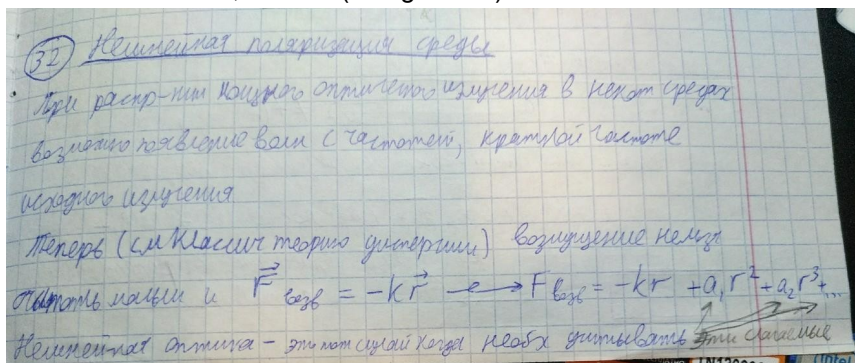 32 Нелинейная поляризация среды
При распр-нии мощного оптического излучения в некот средах
возможно появление волн с частотой, кратной частоте
исходного излучения
Теперь (см Классич теорию дисперсии) возмущение нельзя
малым и F⃗возв = -kr⃗ → Fвозв = -kr + a₁r² + a₂r³ + ...
Нелинейная оптика - это тот случай когда необх учитывать эти слагаемые